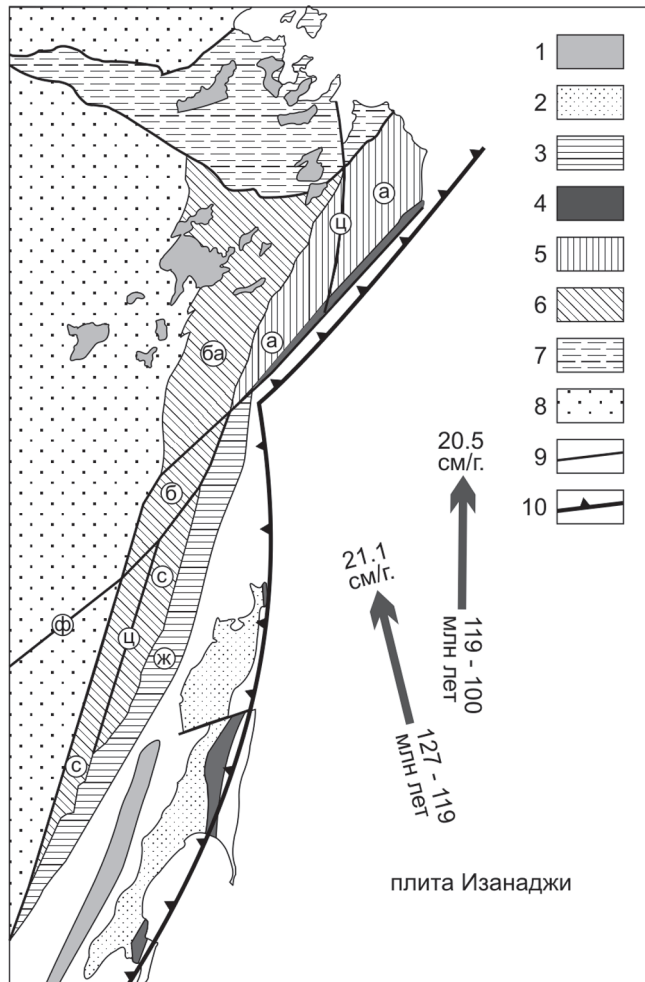 1
2
3
4
5
6
7
8
9
10
а
ц
а
ба
б
с
ф
ц
ж
с
20.5
см/г.
21.1
см/г.
119 - 100
млн лет
127 - 119
млн лет
плита Изанаджи